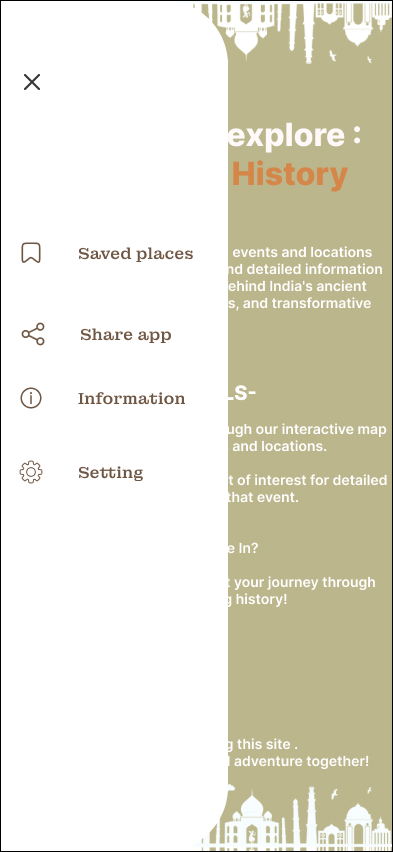 explore :
History
Saved places
events and locations
nd detailed information
ehind India's ancient
s, and transformative
Share app
Information
LS-
ugh our interactive map
and locations.
Setting
t of interest for detailed
that event.
e In?
your journey through
g history!
g this site .
adventure together!